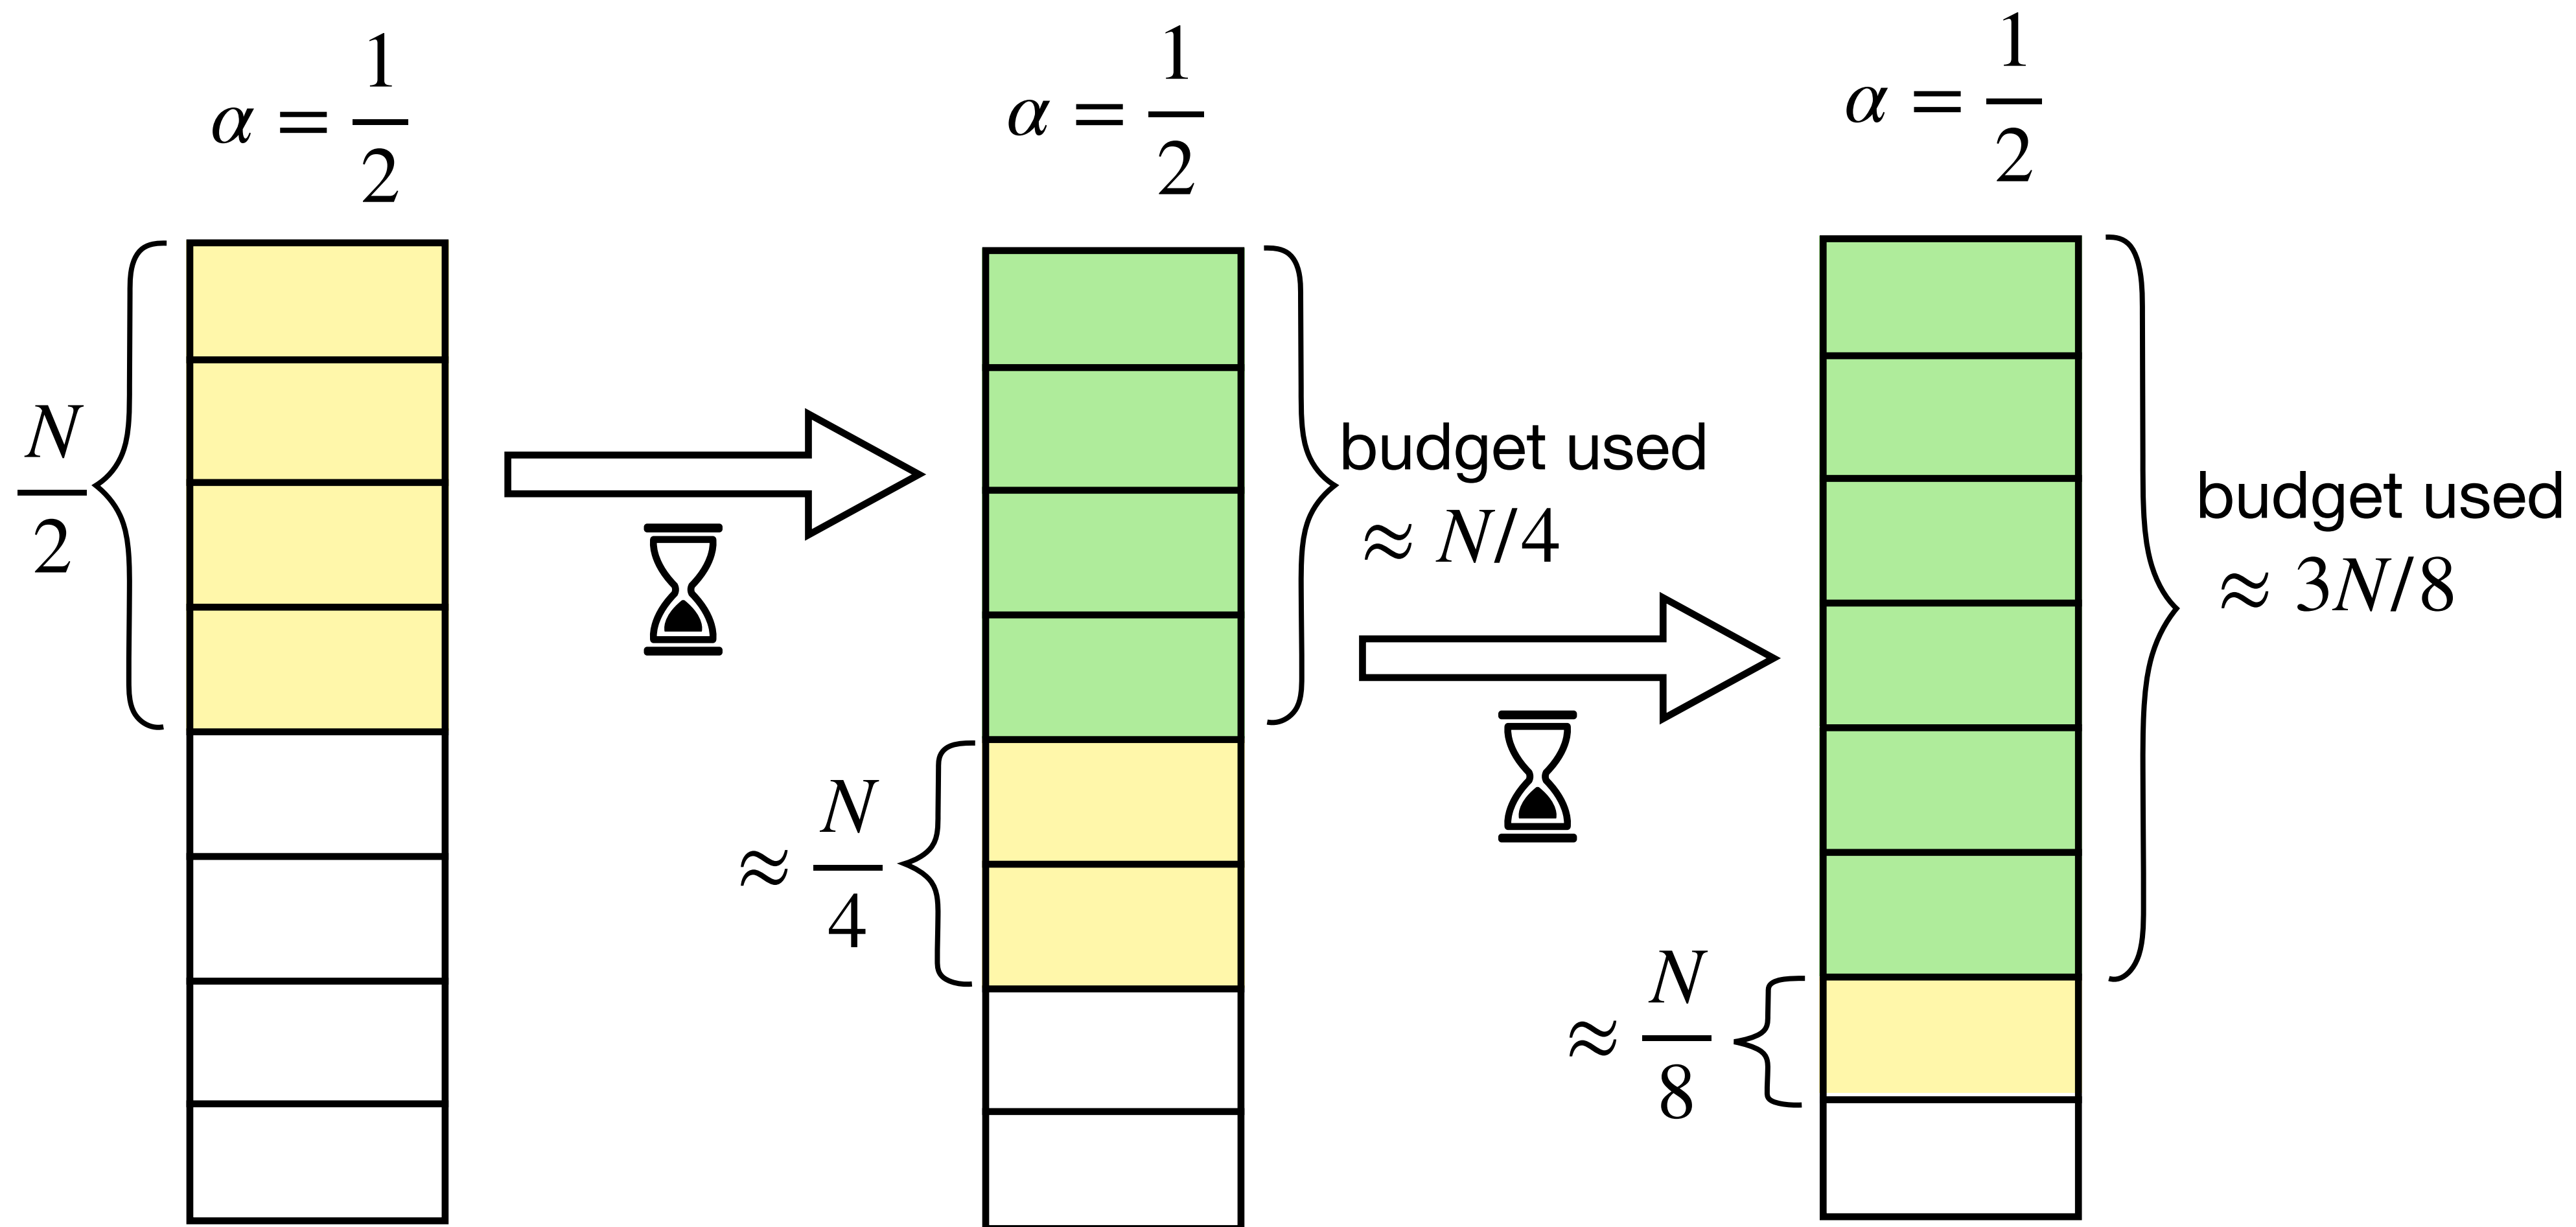 α = 1/2
α = 1/2
α = 1/2
N/2
budget used
≈ N/4
budget used
≈ 3N/8
≈ N/4
≈ N/8